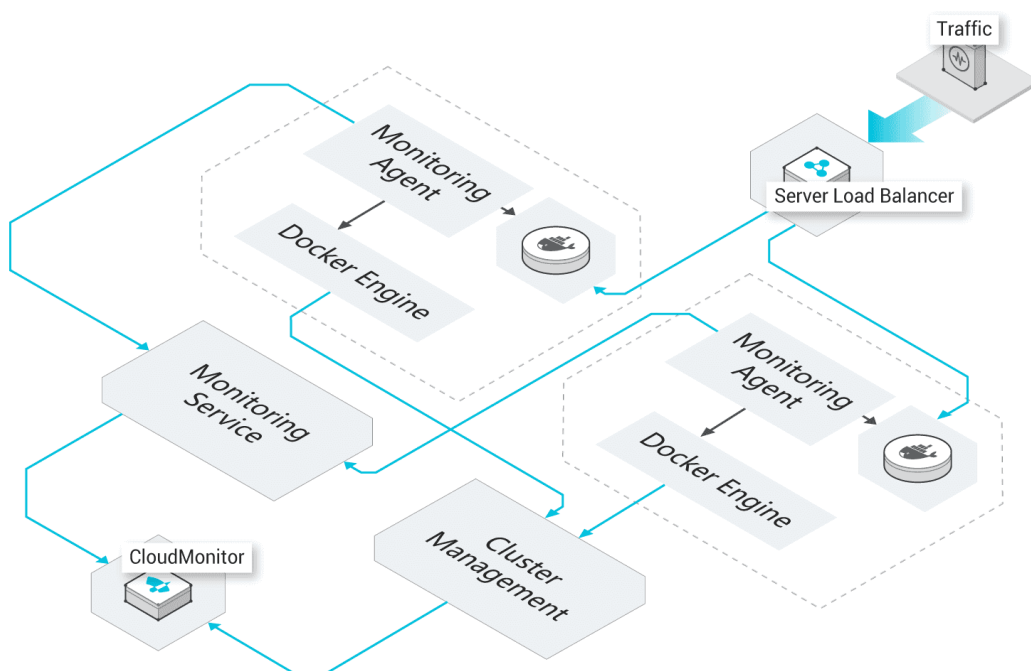 Traffic
Server Load Balancer
Monitoring
Agent
Docker Engine
Monitoring
Agent
Docker Engine
Monitoring
Service
Cluster
Management
CloudMonitor